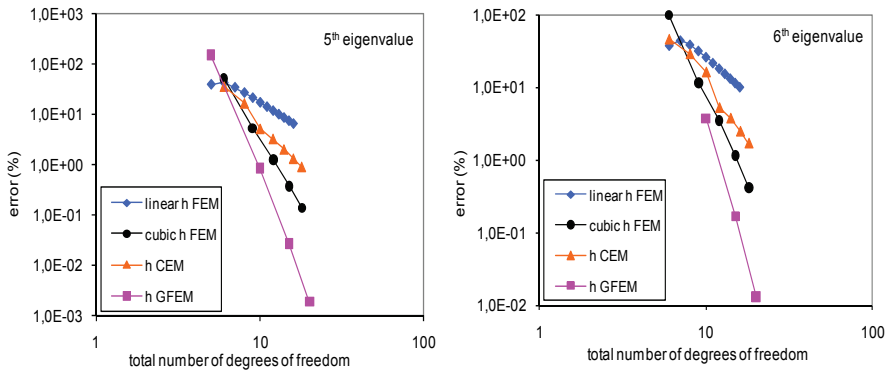 1,0E+03
1,0E+02
1,0E+01
1,0E+00
1,0E-01
1,0E-02
1,0E-03
error (%)
5th eigenvalue
linear h FEM
cubic h FEM
h CEM
h GFEM
1
10
100
total number of degrees of freedom
1,0E+02
1,0E+01
1,0E+00
1,0E-01
1,0E-02
error (%)
6th eigenvalue
linear h FEM
cubic h FEM
h CEM
h GFEM
1
10
100
total number of degrees of freedom